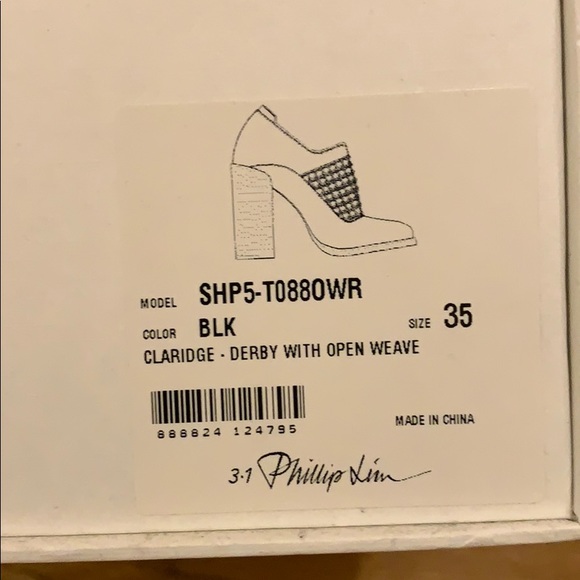 MODEL SHP5-T088OWR
COLOR BLK SIZE 35
CLARIDGE - DERBY WITH OPEN WEAVE
888824 124795
MADE IN CHINA
3.1 Phillip Lim